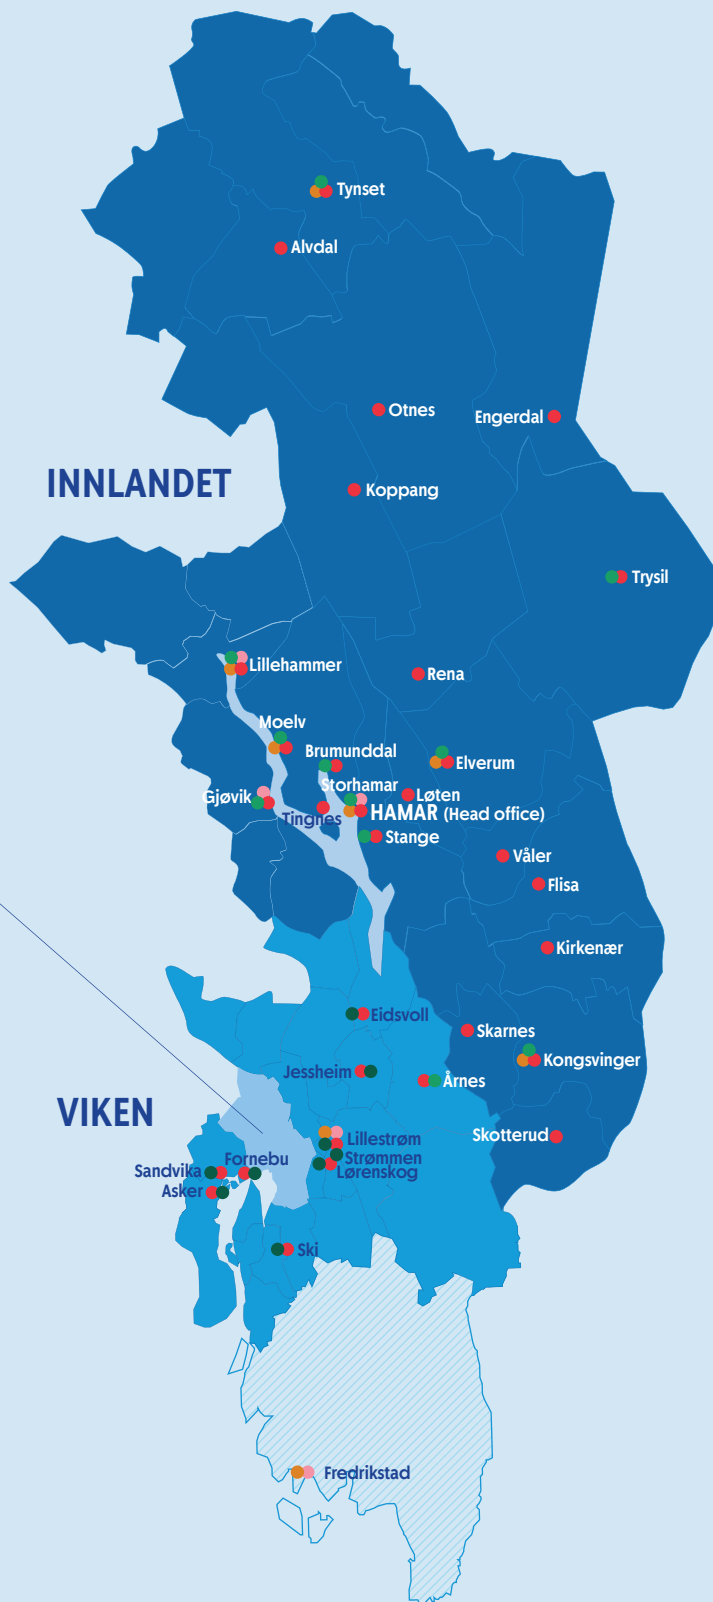 Tynset
Alvdal
Otnes
Engerdal
INNLANDET
Koppang
Trysil
Lillehammer
Rena
Moelv
Brumunddal
Elverum
Storhamar
Gjøvik
Løten
Tingnes
HAMAR (Head office)
Stange
Våler
Flisa
Kirkenær
Eidsvoll
Skarnes
Kongsvinger
Jessheim
Årnes
VIKEN
Lillestrøm
Skotterud
Strømmen
Fornebu
Sandvika
Lørenskog
Asker
Ski
Fredrikstad